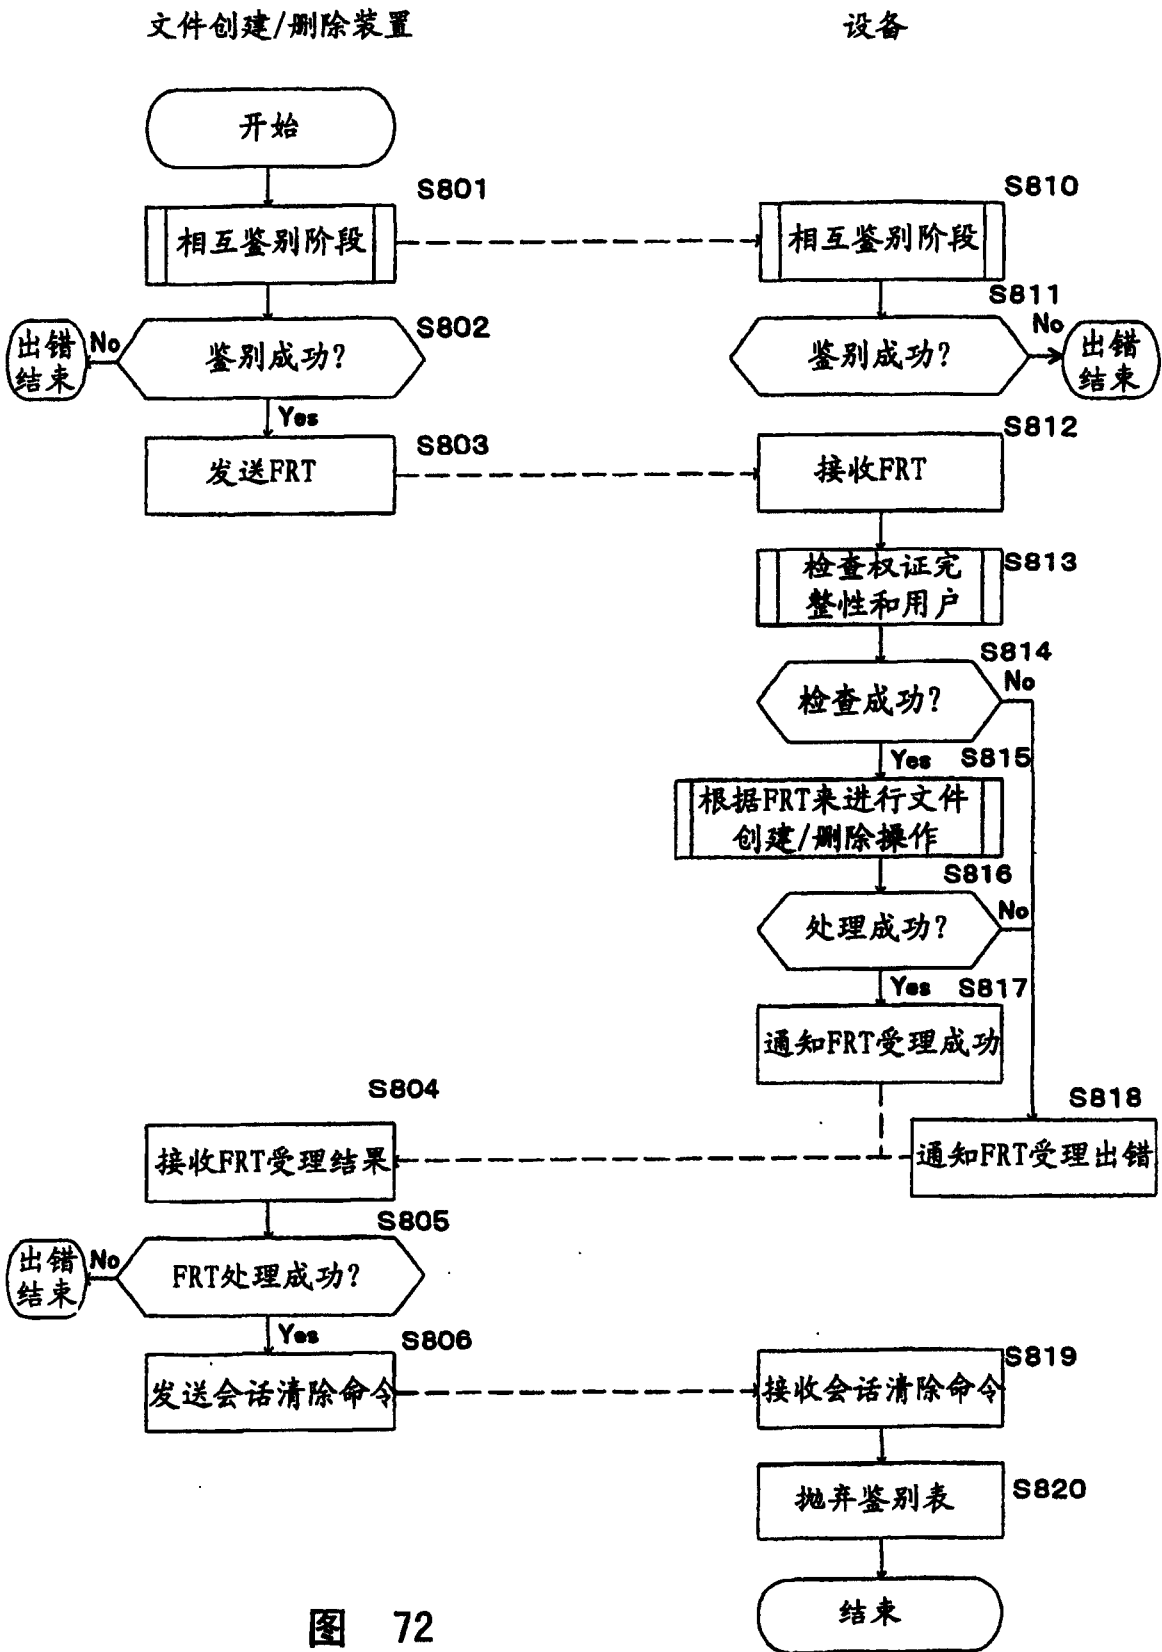 文件创建/删除装置
设备
开始
S801
相互鉴别阶段
S810
相互鉴别阶段
S802
鉴别成功?
No
出错
结束
Yes
S811
鉴别成功?
No
出错
结束
S803
发送FRT
S812
接收FRT
S813
检查权证完
整性和用户
S814
检查成功?
No
Yes
S815
根据FRT来进行文件
创建/删除操作
S816
处理成功?
No
Yes
S817
通知FRT受理成功
S818
通知FRT受理出错
S804
接收FRT受理结果
S805
FRT处理成功?
No
出错
结束
Yes
S806
发送会话清除命令
S819
接收会话清除命令
S820
抛弃鉴别表
结束
图 72